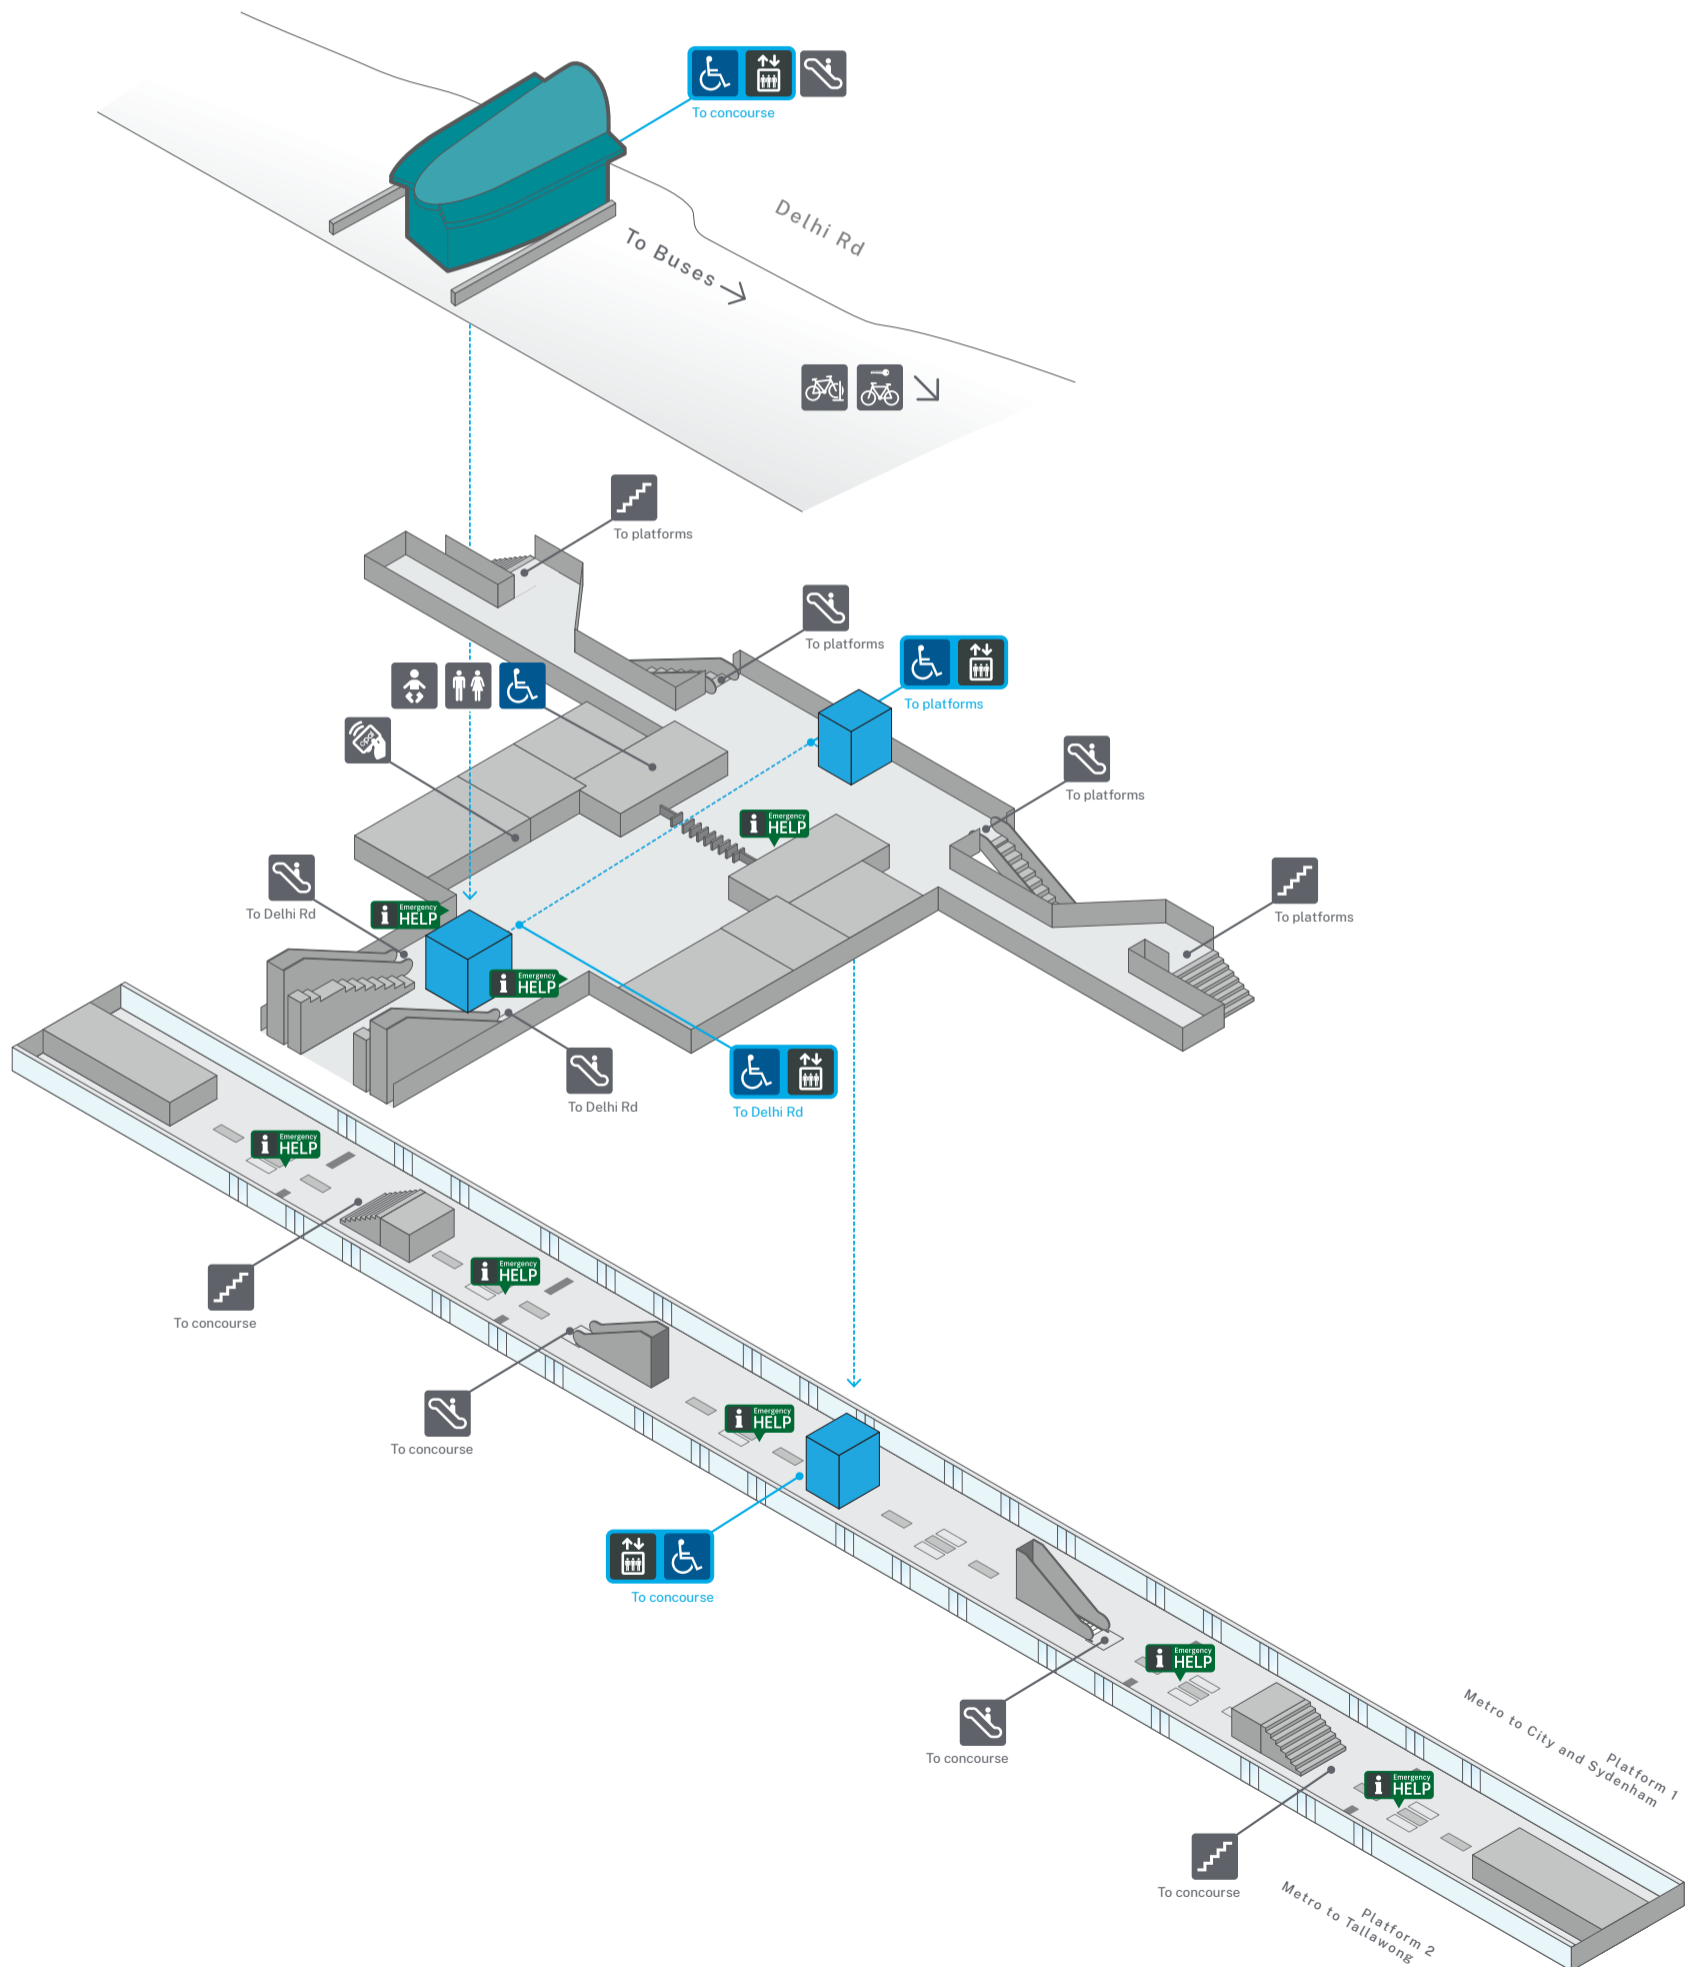 To concourse
Delhi Rd
To Buses
To platforms
To platforms
To platforms
opal
To platforms
Emergency
HELP
To platforms
To Delhi Rd
i Emergency
HELP
i Emergency
HELP
To Delhi Rd
To Delhi Rd
i Emergency
HELP
To concourse
i Emergency
HELP
To concourse
i Emergency
HELP
To concourse
i Emergency
HELP
To concourse
i Emergency
HELP
To concourse
Platform 1
Metro to City and Sydenham
Platform 2
Metro to Tallawong